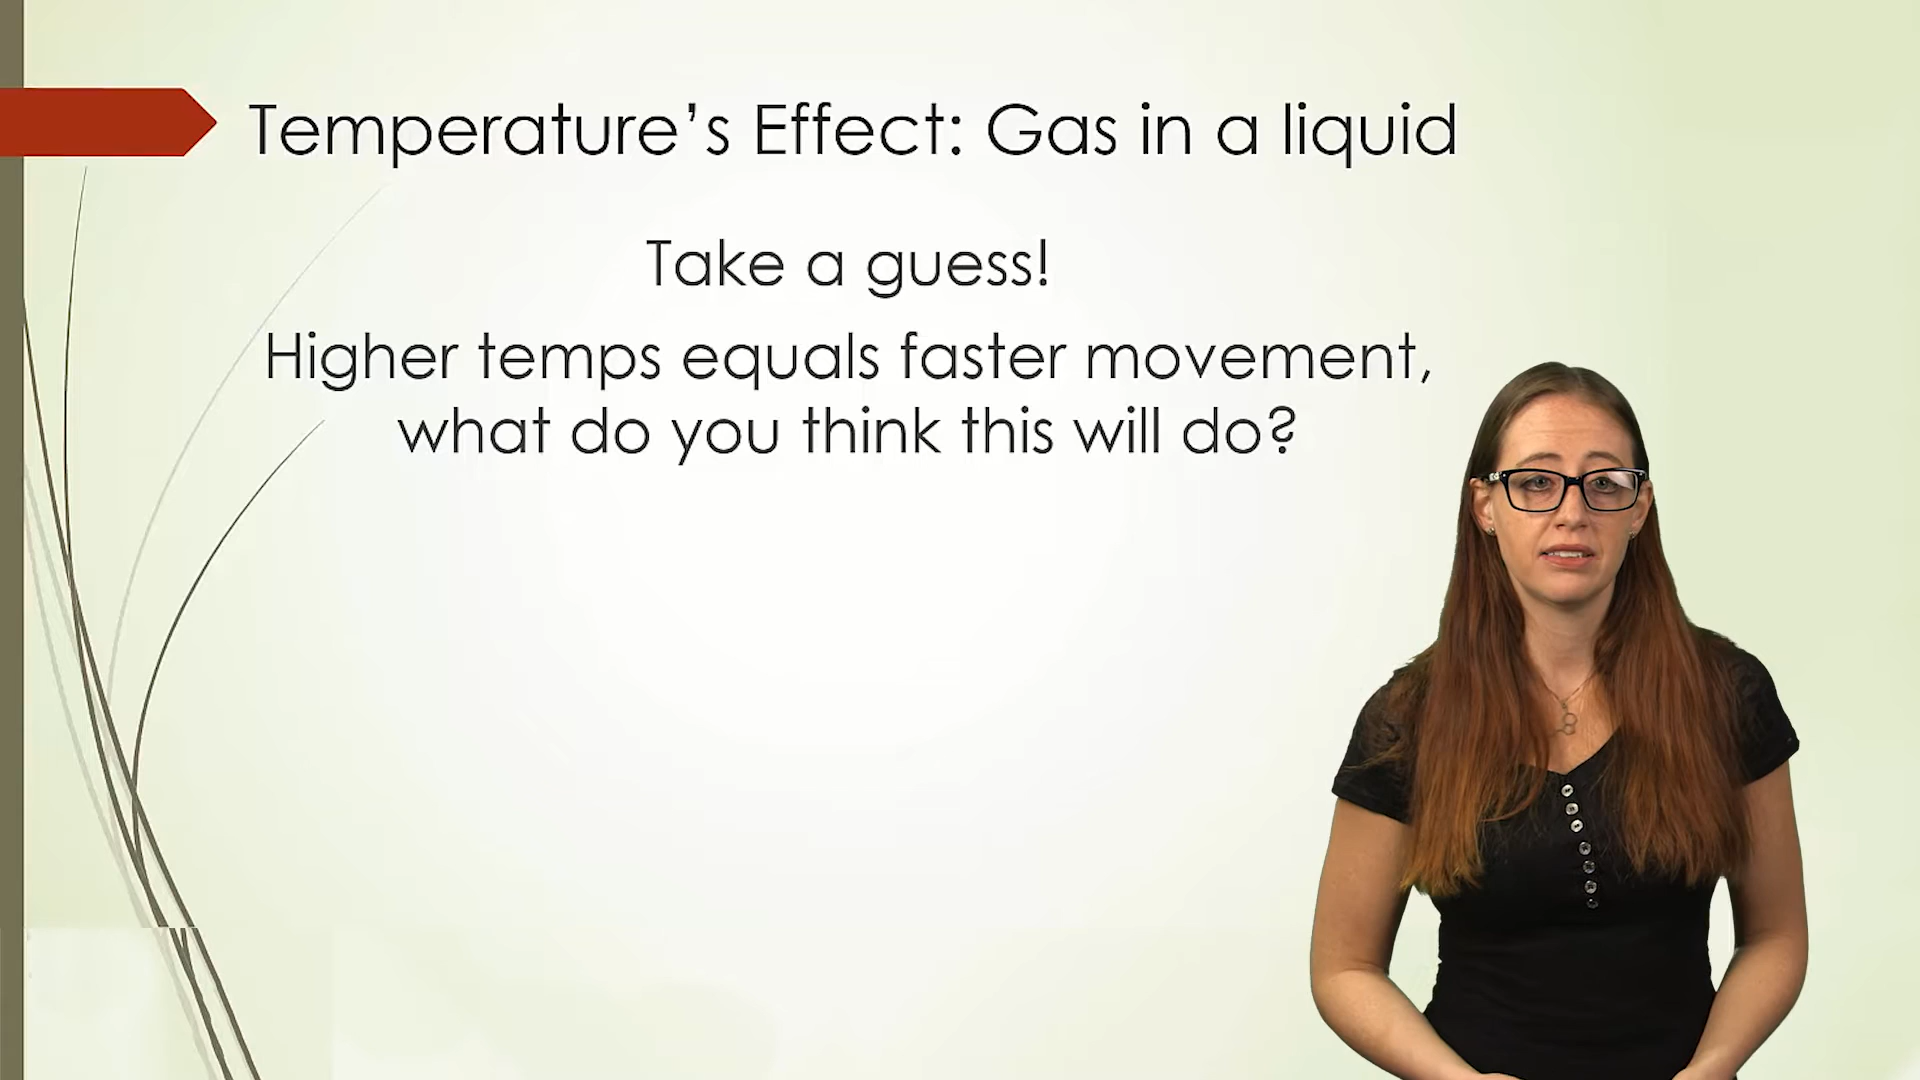 Temperature’s Effect: Gas in a liquid
Take a guess!
Higher temps equals faster movement,
what do you think this will do?